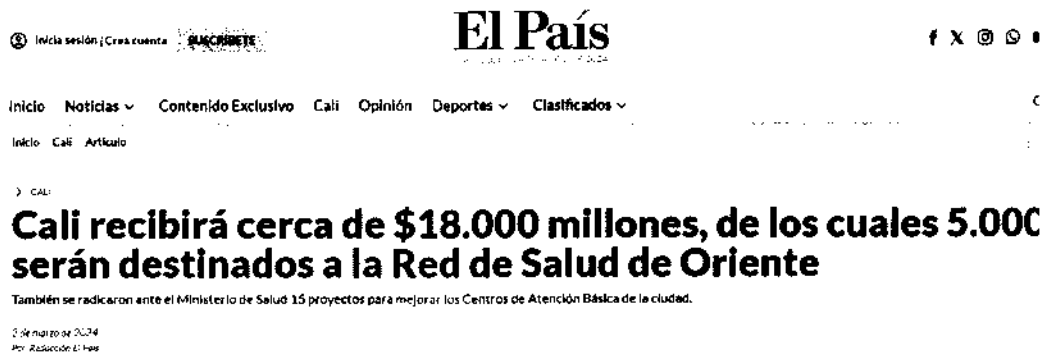 Inicia sesión ¡Crea cuenta SUSCRÍBETE
El País
Inicio Noticias Contenido Exclusivo Cali Opinión Deportes Clasificados
Inicio Cali Artículo
CALI
Cali recibirá cerca de $18.000 millones, de los cuales 5.000
serán destinados a la Red de Salud de Oriente
También se radicaron ante el Ministerio de Salud 15 proyectos para mejorar los Centros de Atención Básica de la ciudad.
2 de marzo de 2024
Por Redacción El País